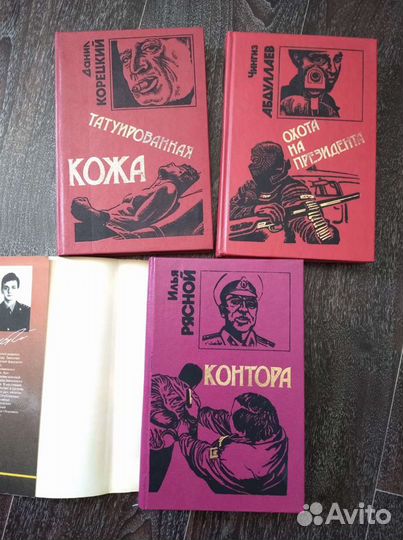 Данил
КОРЕЦКИЙ
ТАТУИРОВАННАЯ
КОЖА
Чингиз
АБДУЛЛАЕВ
ОХОТА
НА
ПРЕЗИДЕНТА
Илья
РЯСНОЙ
КОНТОРА
Avito